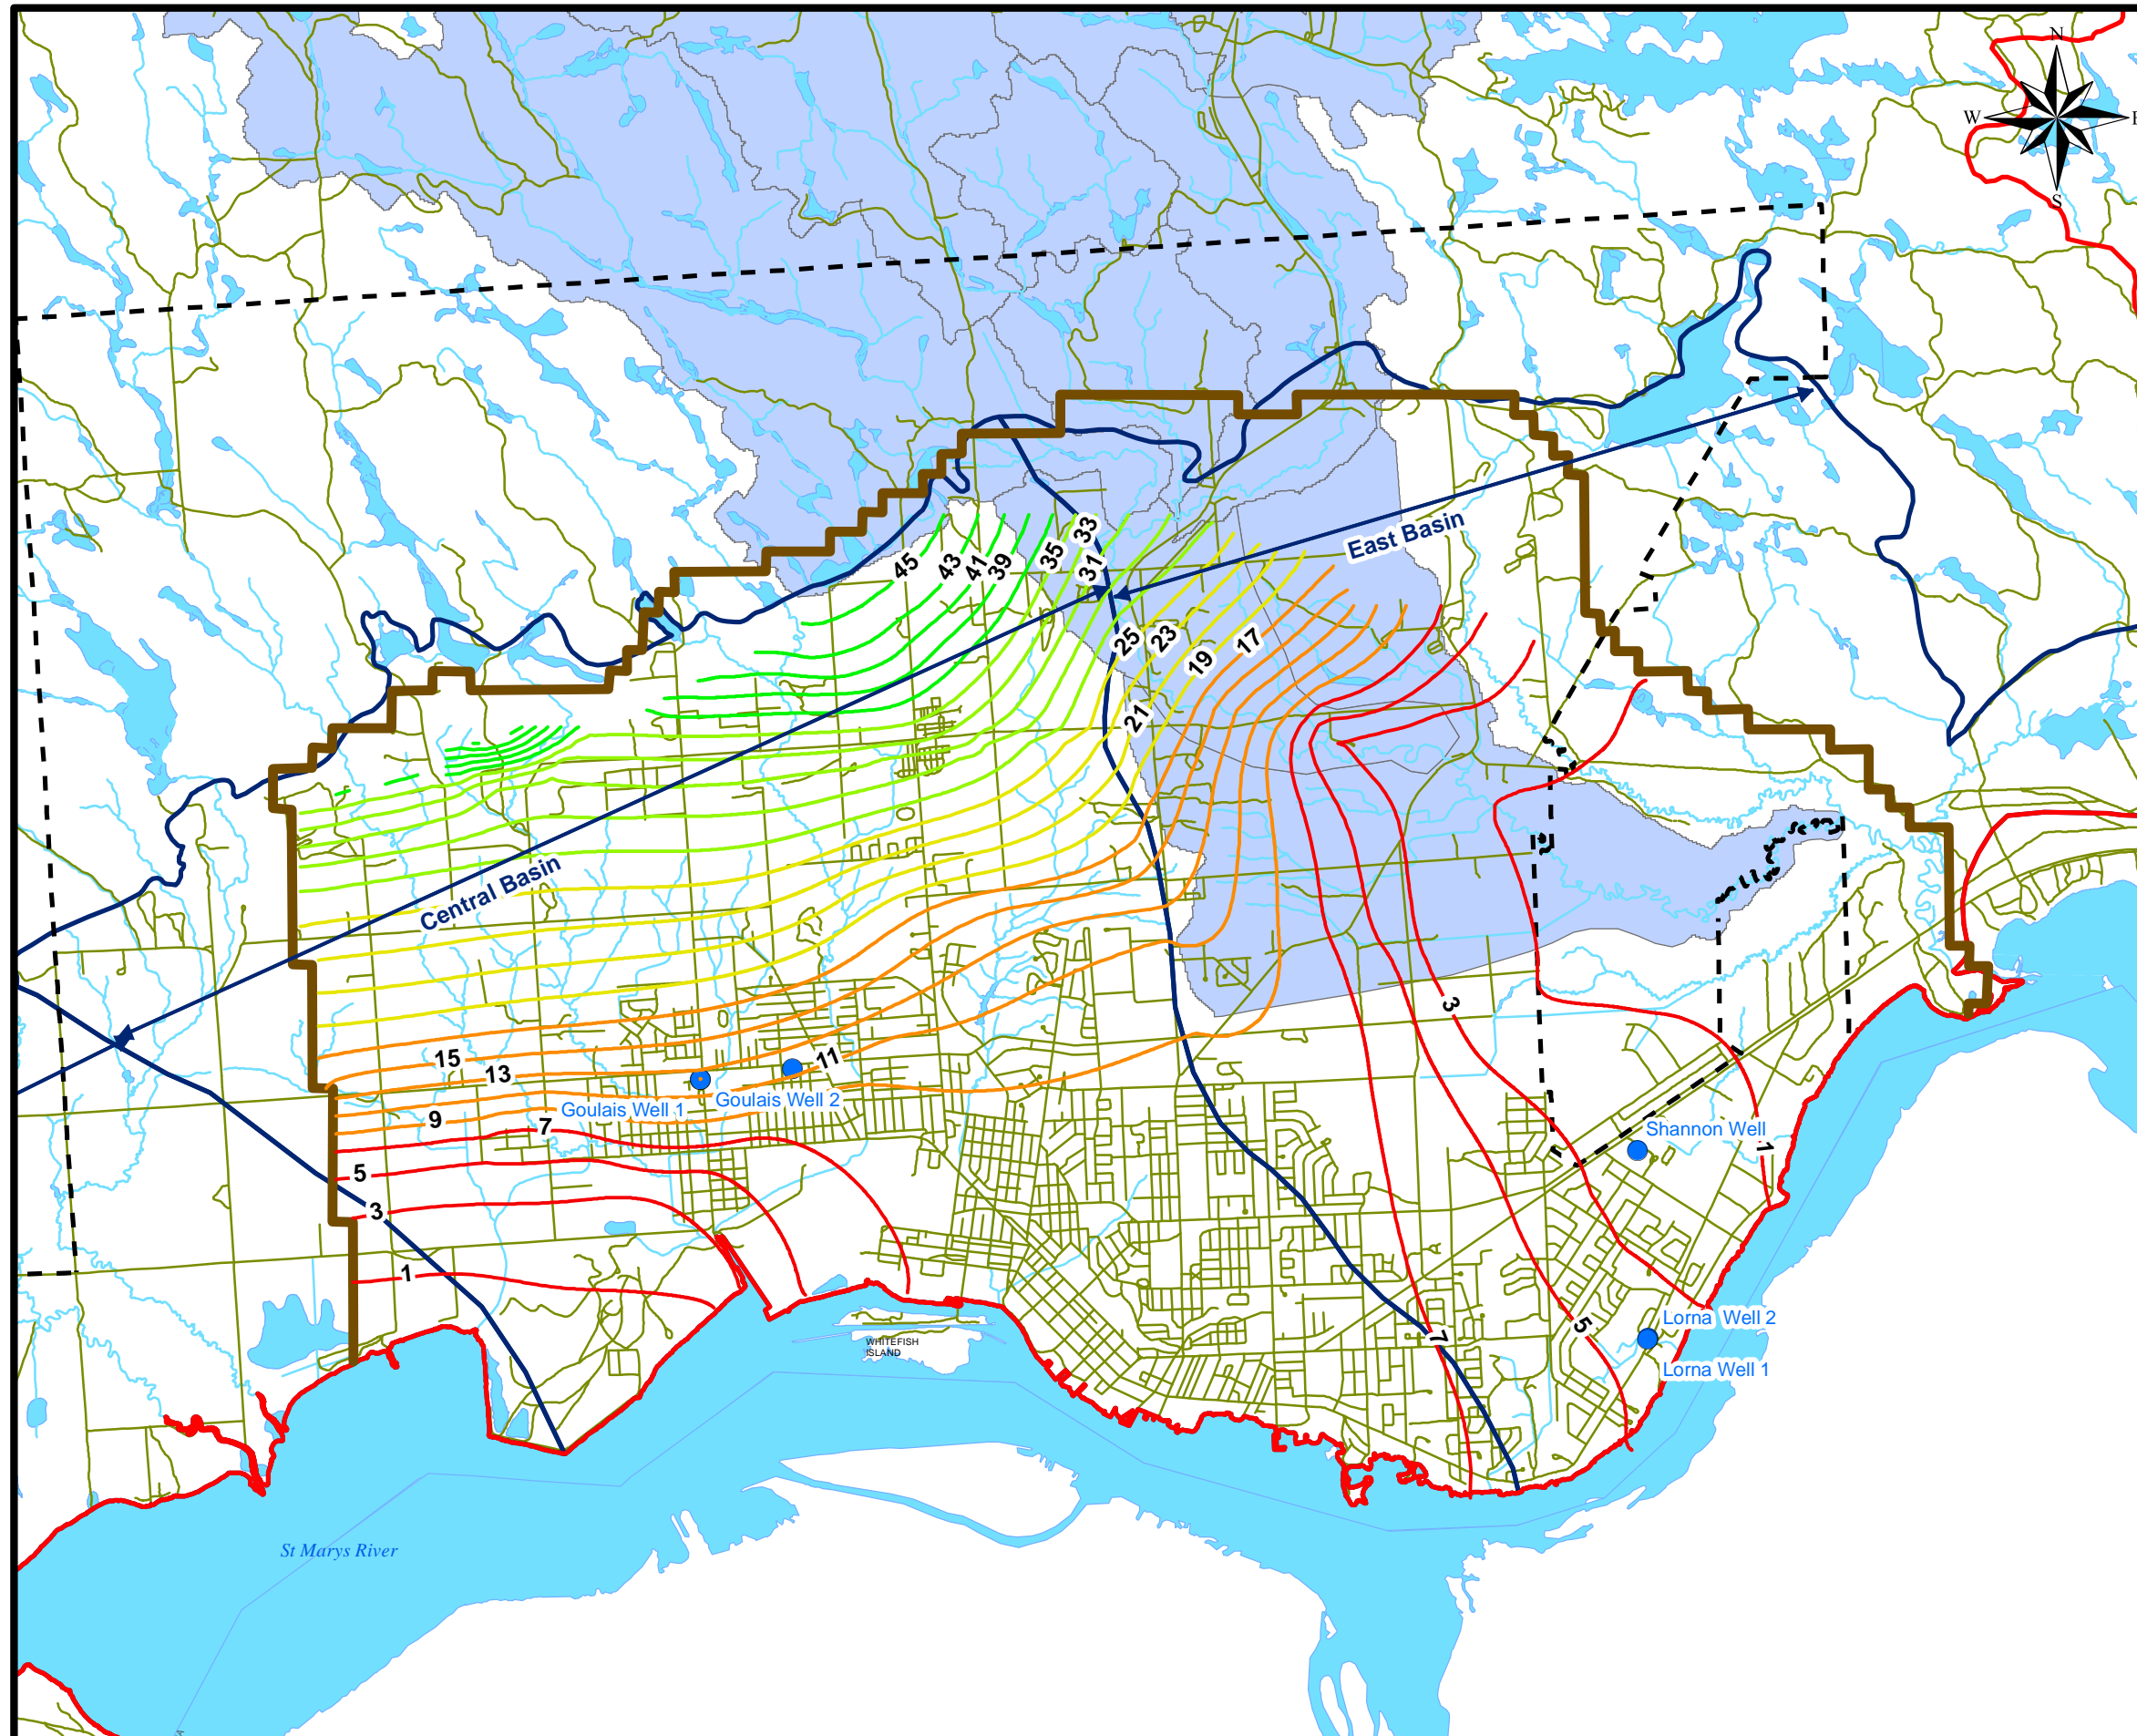 N
W
E
S
East Basin
33
45
43
41
39
35
31
25
23
19
17
21
Central Basin
3
15
13
11
9
7
Goulais Well 1
Goulais Well 2
Shannon Well
1
5
3
1
Lorna Well 2
5
7
WHITEFISH
ISLAND
Lorna Well 1
St Marys River